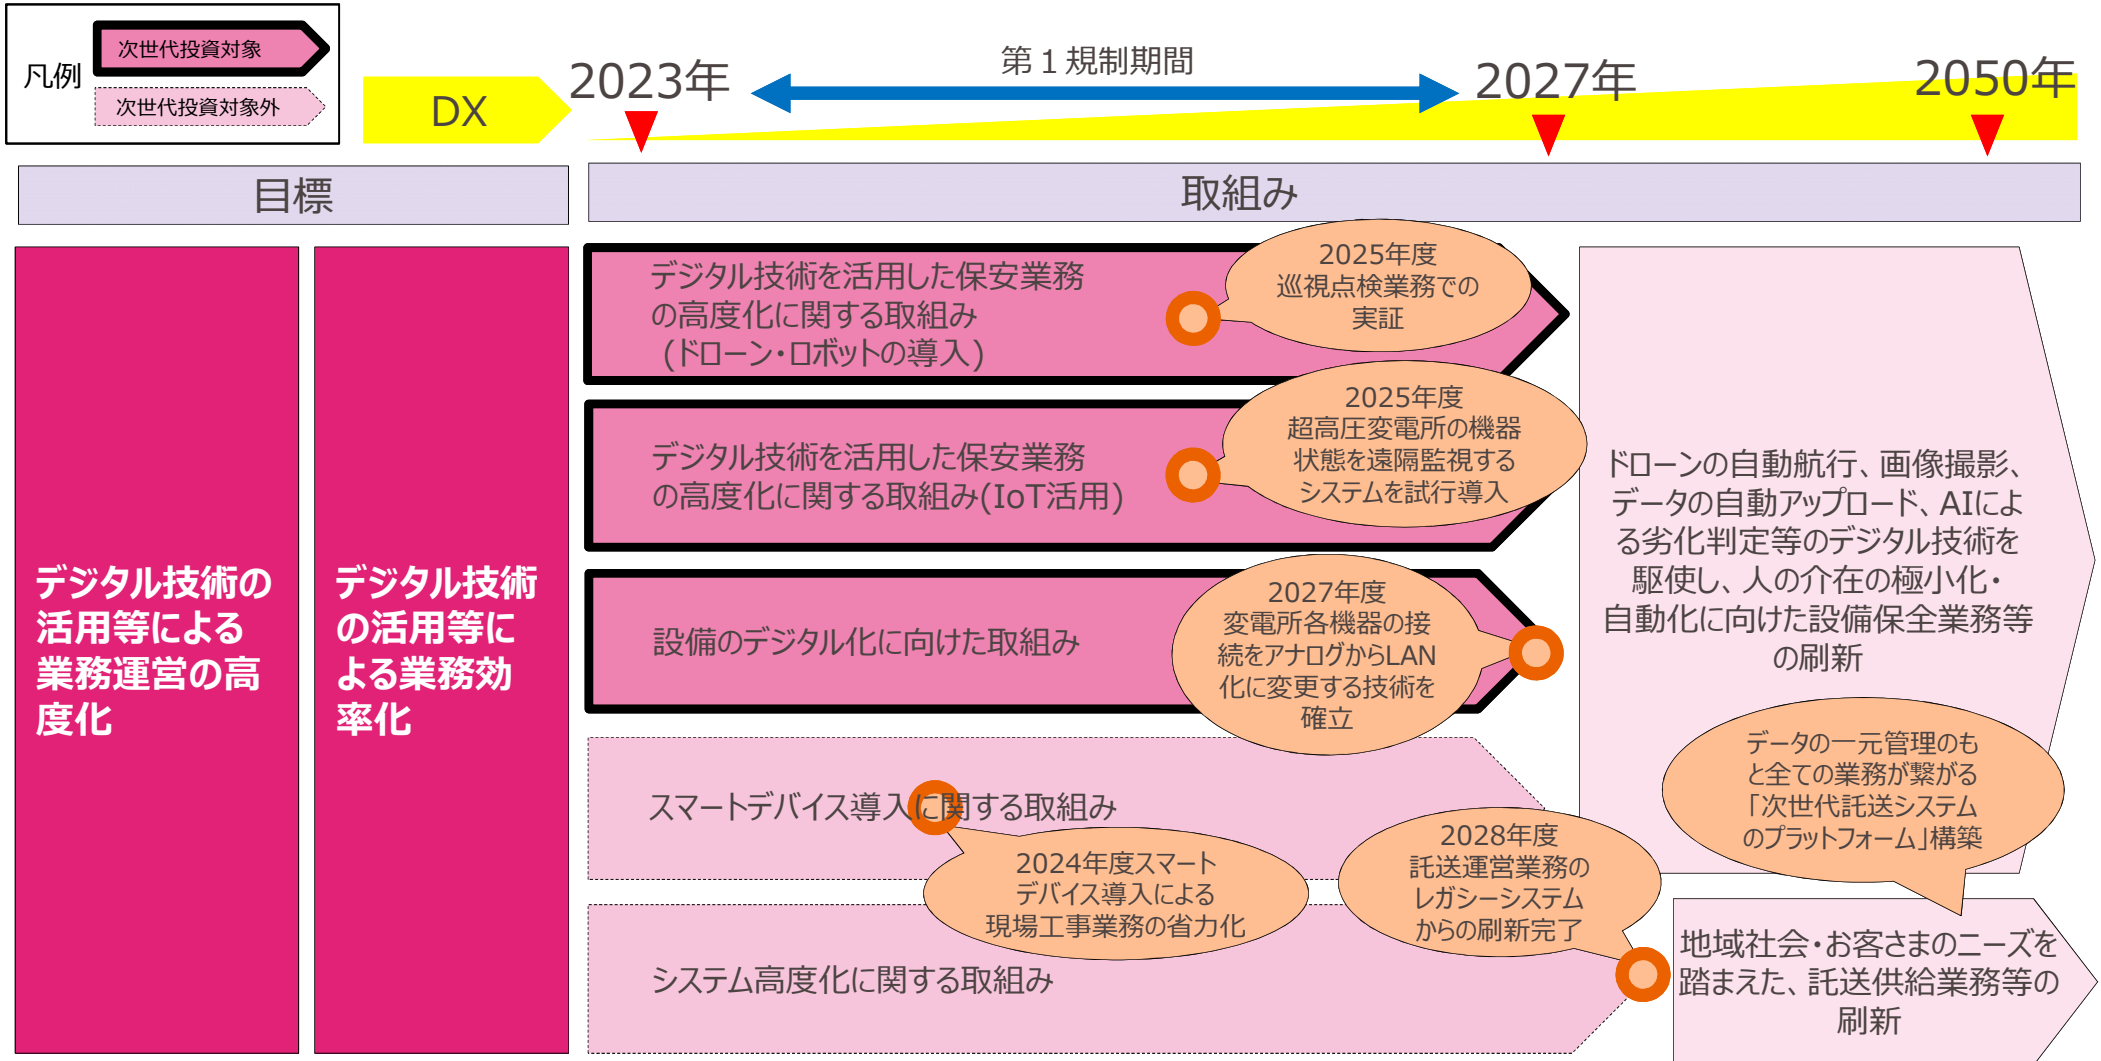 凡例
次世代投資対象
次世代投資対象外
DX
2023年
第1規制期間
2027年
2050年
目標
取組み
デジタル技術の
活用等による
業務運営の高
度化
デジタル技術
の活用等に
よる業務効
率化
デジタル技術を活用した保安業務
の高度化に関する取組み
(ドローン・ロボットの導入)
2025年度
巡視点検業務での
実証
デジタル技術を活用した保安業務
の高度化に関する取組み(IoT活用)
2025年度
超高圧変電所の機器
状態を遠隔監視する
システムを試行導入
設備のデジタル化に向けた取組み
2027年度
変電所各機器の接
続をアナログからLAN
化に変更する技術を
確立
スマートデバイス導入に関する取組み
2024年度スマート
デバイス導入による
現場工事業務の省力化
システム高度化に関する取組み
2028年度
託送運営業務の
レガシーシステム
からの刷新完了
ドローンの自動航行、画像撮影、
データの自動アップロード、AIによ
る劣化判定等のデジタル技術を
駆使し、人の介在の極小化・
自動化に向けた設備保全業務等
の刷新
データの一元管理のも
と全ての業務が繋がる
「次世代託送システム
のプラットフォーム」構築
地域社会・お客さまのニーズを
踏まえた、託送供給業務等の
刷新